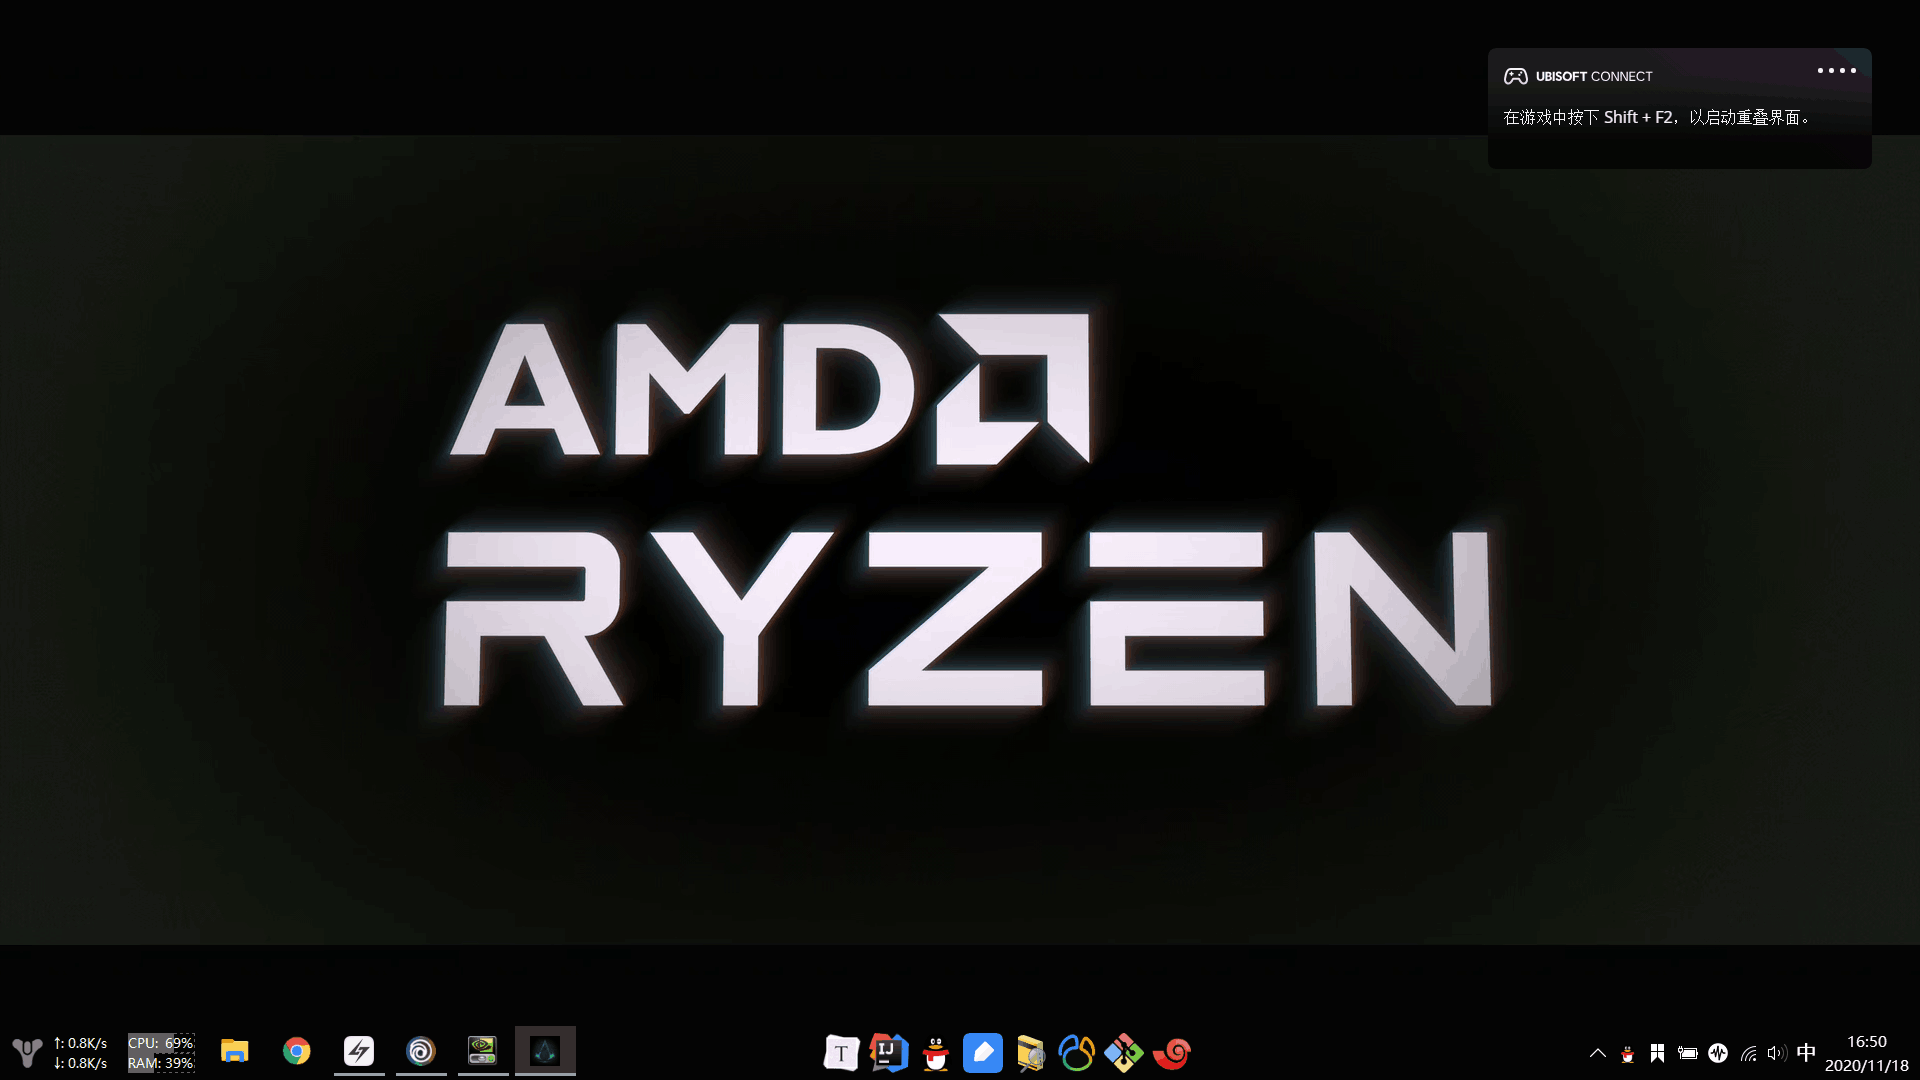 UBISOFT CONNECT
在游戏中按下 Shift + F2，以启动重叠界面。
AMD
RYZEN
↑: 0.8K/s
↓: 0.8K/s
CPU: 69%
RAM: 39%
T
IJ
中
16:50
2020/11/18